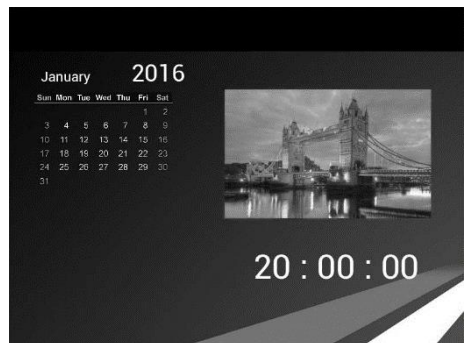 January 2016
Sun Mon Tue Wed Thu Fri Sat
1 2
3 4 5 6 7 8 9
10 11 12 13 14 15 16
17 18 19 20 21 22 23
24 25 26 27 28 29 30
31
20 : 00 : 00